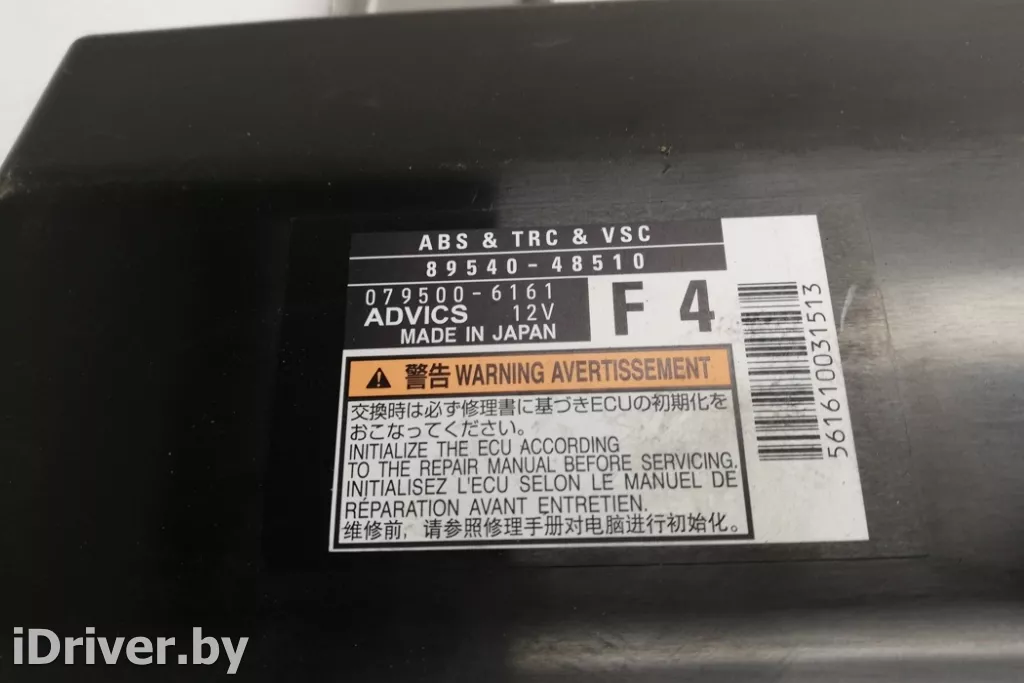 ABS & TRC & VSC
89540-48510
079500-6161
ADVICS 12V
MADE IN JAPAN
F4
警告 WARNING AVERTISSEMENT
交換時は必ず修理書に基づきECUの初期化を
おこなってください。
INITIALIZE THE ECU ACCORDING
TO THE REPAIR MANUAL BEFORE SERVICING.
INITIALISEZ L'ECU SELON LE MANUEL DE
RÉPARATION AVANT ENTRETIEN.
维修前, 请参照修理手册对电脑进行初始化。
561610031513
iDriver.by